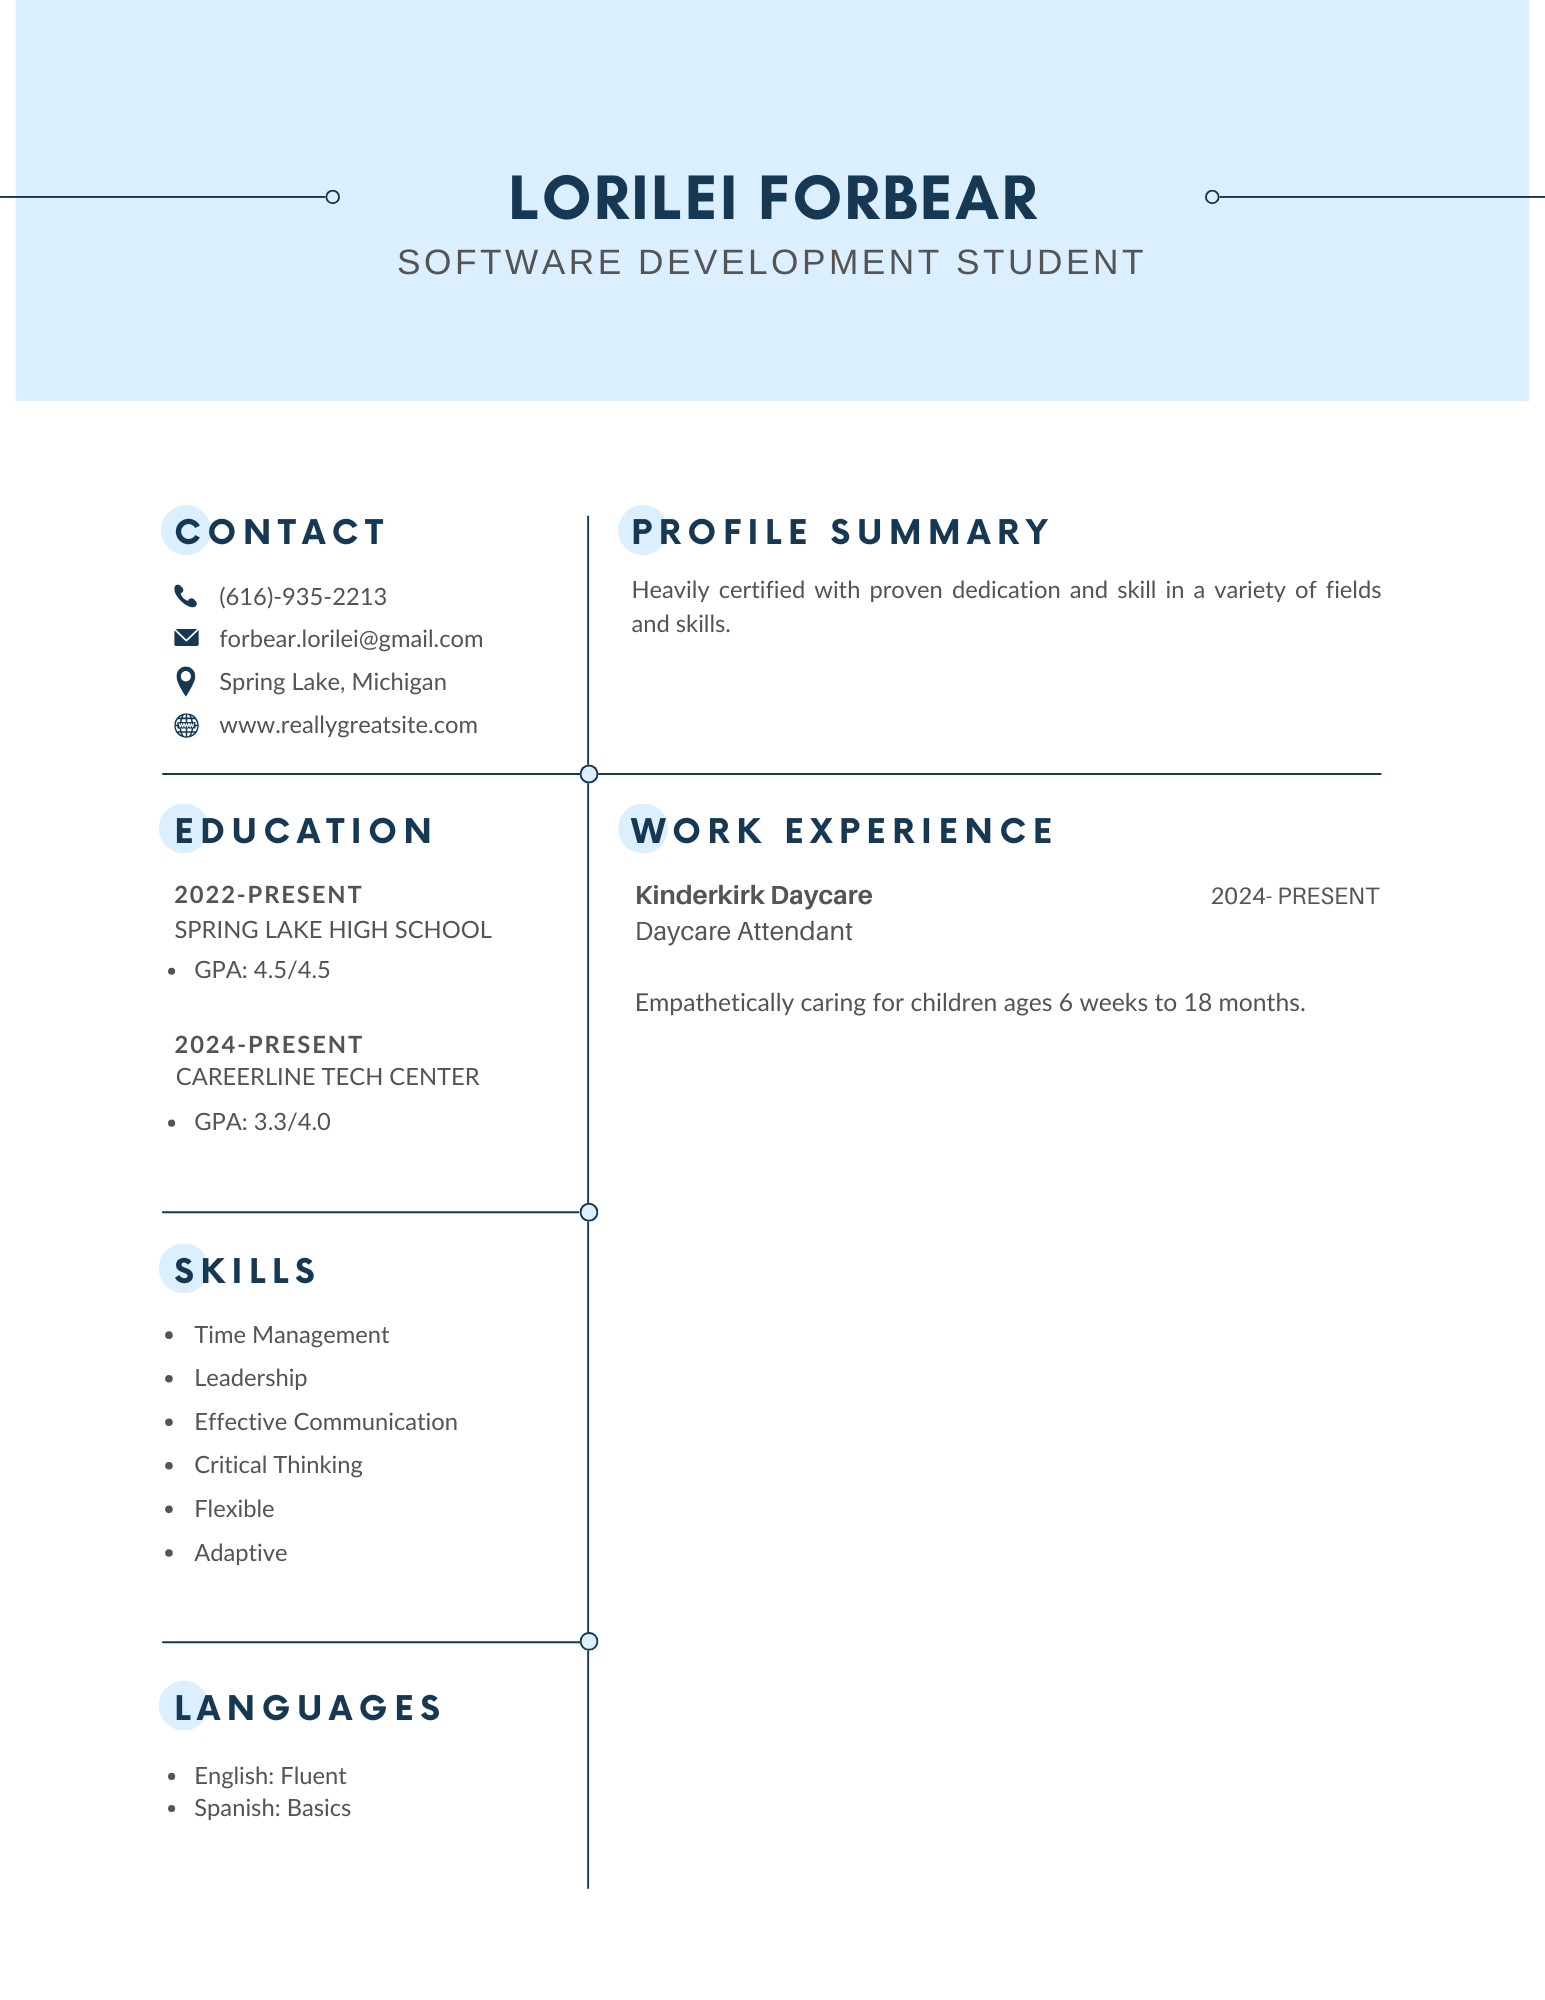 LORILEI FORBEAR
SOFTWARE DEVELOPMENT STUDENT
CONTACT
(616)-935-2213
forbear.lorilei@gmail.com
Spring Lake, Michigan
www.reallygreatsite.com
PROFILE SUMMARY
Heavily certified with proven dedication and skill in a variety of fields
and skills.
EDUCATION
2022-PRESENT
SPRING LAKE HIGH SCHOOL
• GPA: 4.5/4.5
2024-PRESENT
CAREERLINE TECH CENTER
• GPA: 3.3/4.0
WORK EXPERIENCE
Kinderkirk Daycare 2024- PRESENT
Daycare Attendant
Empathetically caring for children ages 6 weeks to 18 months.
SKILLS
• Time Management
• Leadership
• Effective Communication
• Critical Thinking
• Flexible
• Adaptive
LANGUAGES
• English: Fluent
• Spanish: Basics